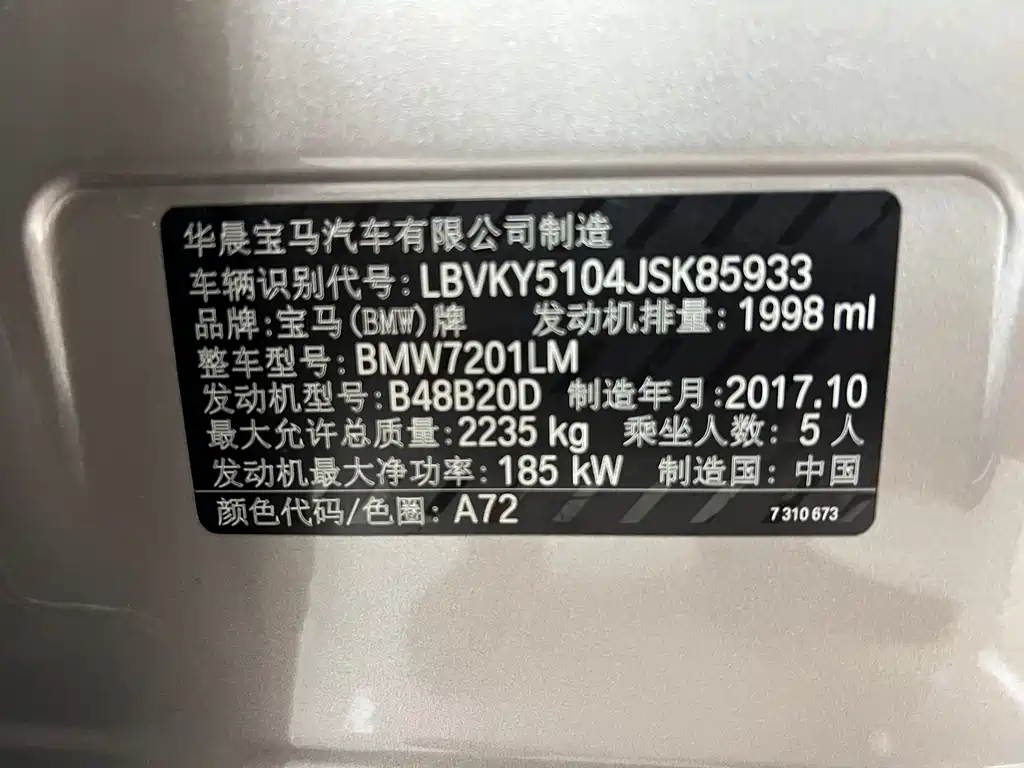 华晨宝马汽车有限公司制造
车辆识别代号: LBVKY5104JSK85933
品牌:宝马(BMW)牌 发动机排量: 1998 ml
整车型号: BMW7201LM
发动机型号: B48B20D 制造年月:2017.10
最大允许总质量:2235 kg 乘坐人数: 5 人
发动机最大净功率: 185 kW 制造国: 中国
颜色代码/色圈: A72 7 310 673